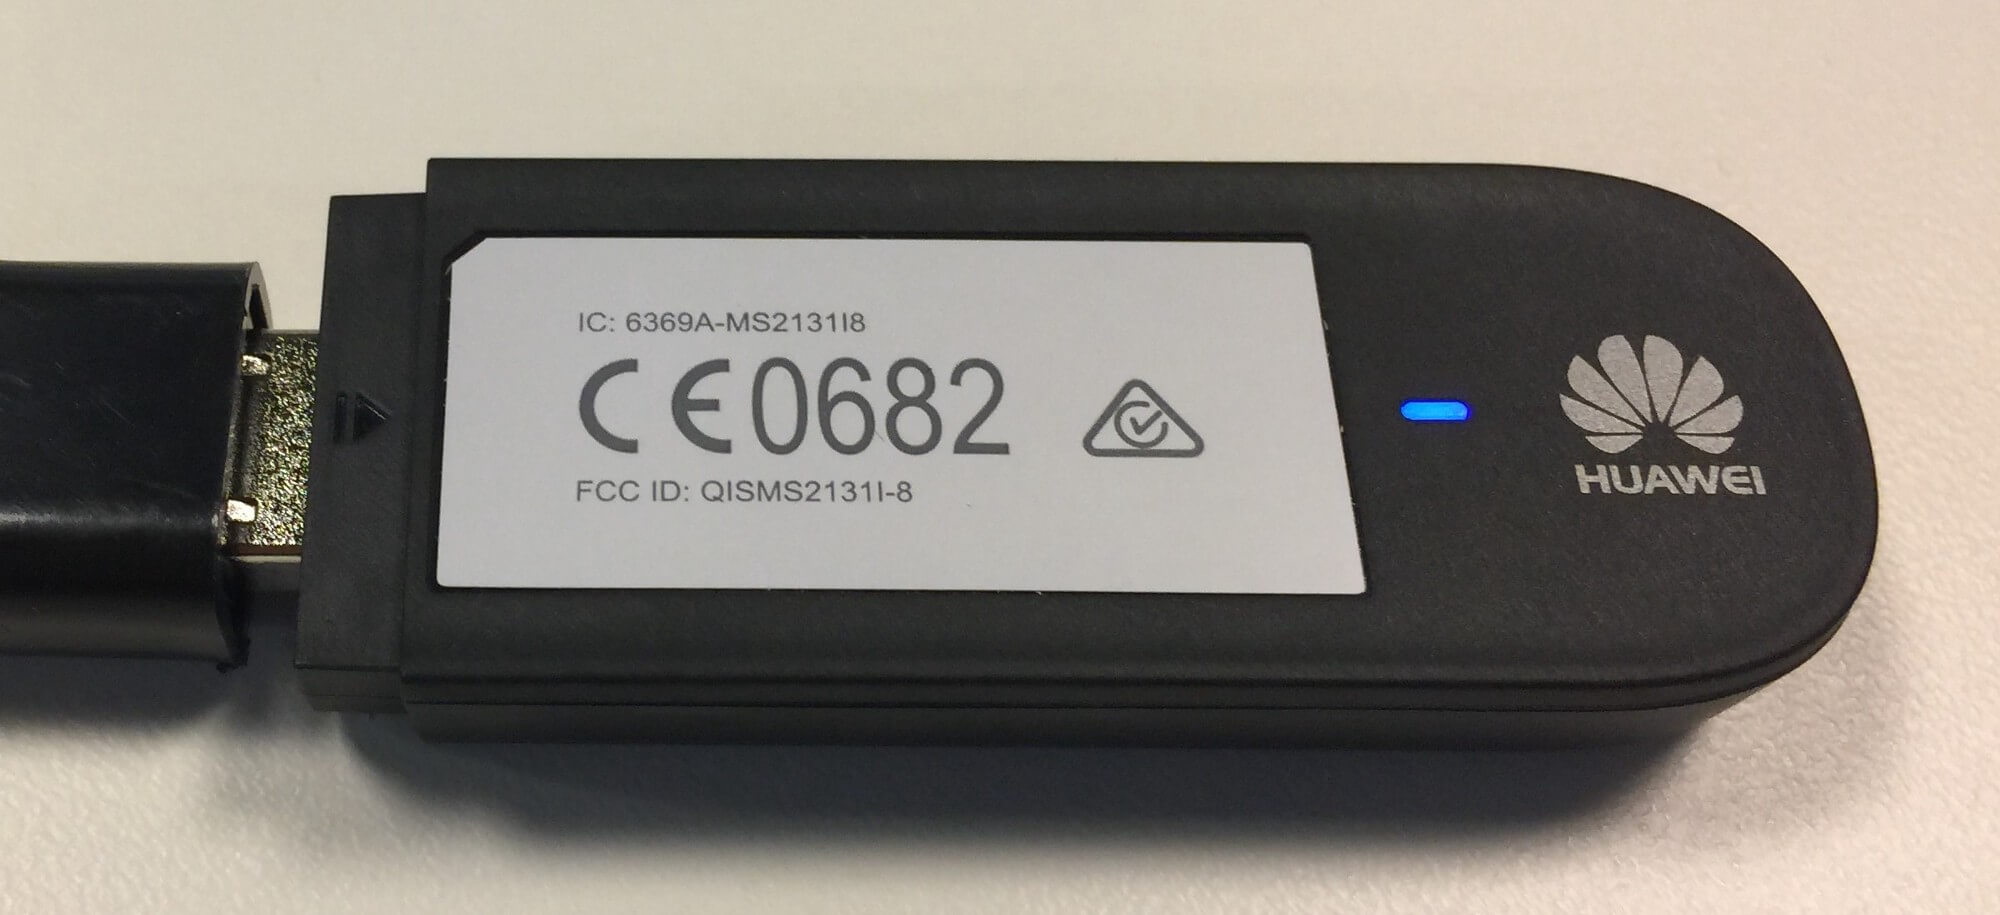 IC: 6369A-MS2131I8
CE0682
FCC ID: QISMS2131I-8
HUAWEI